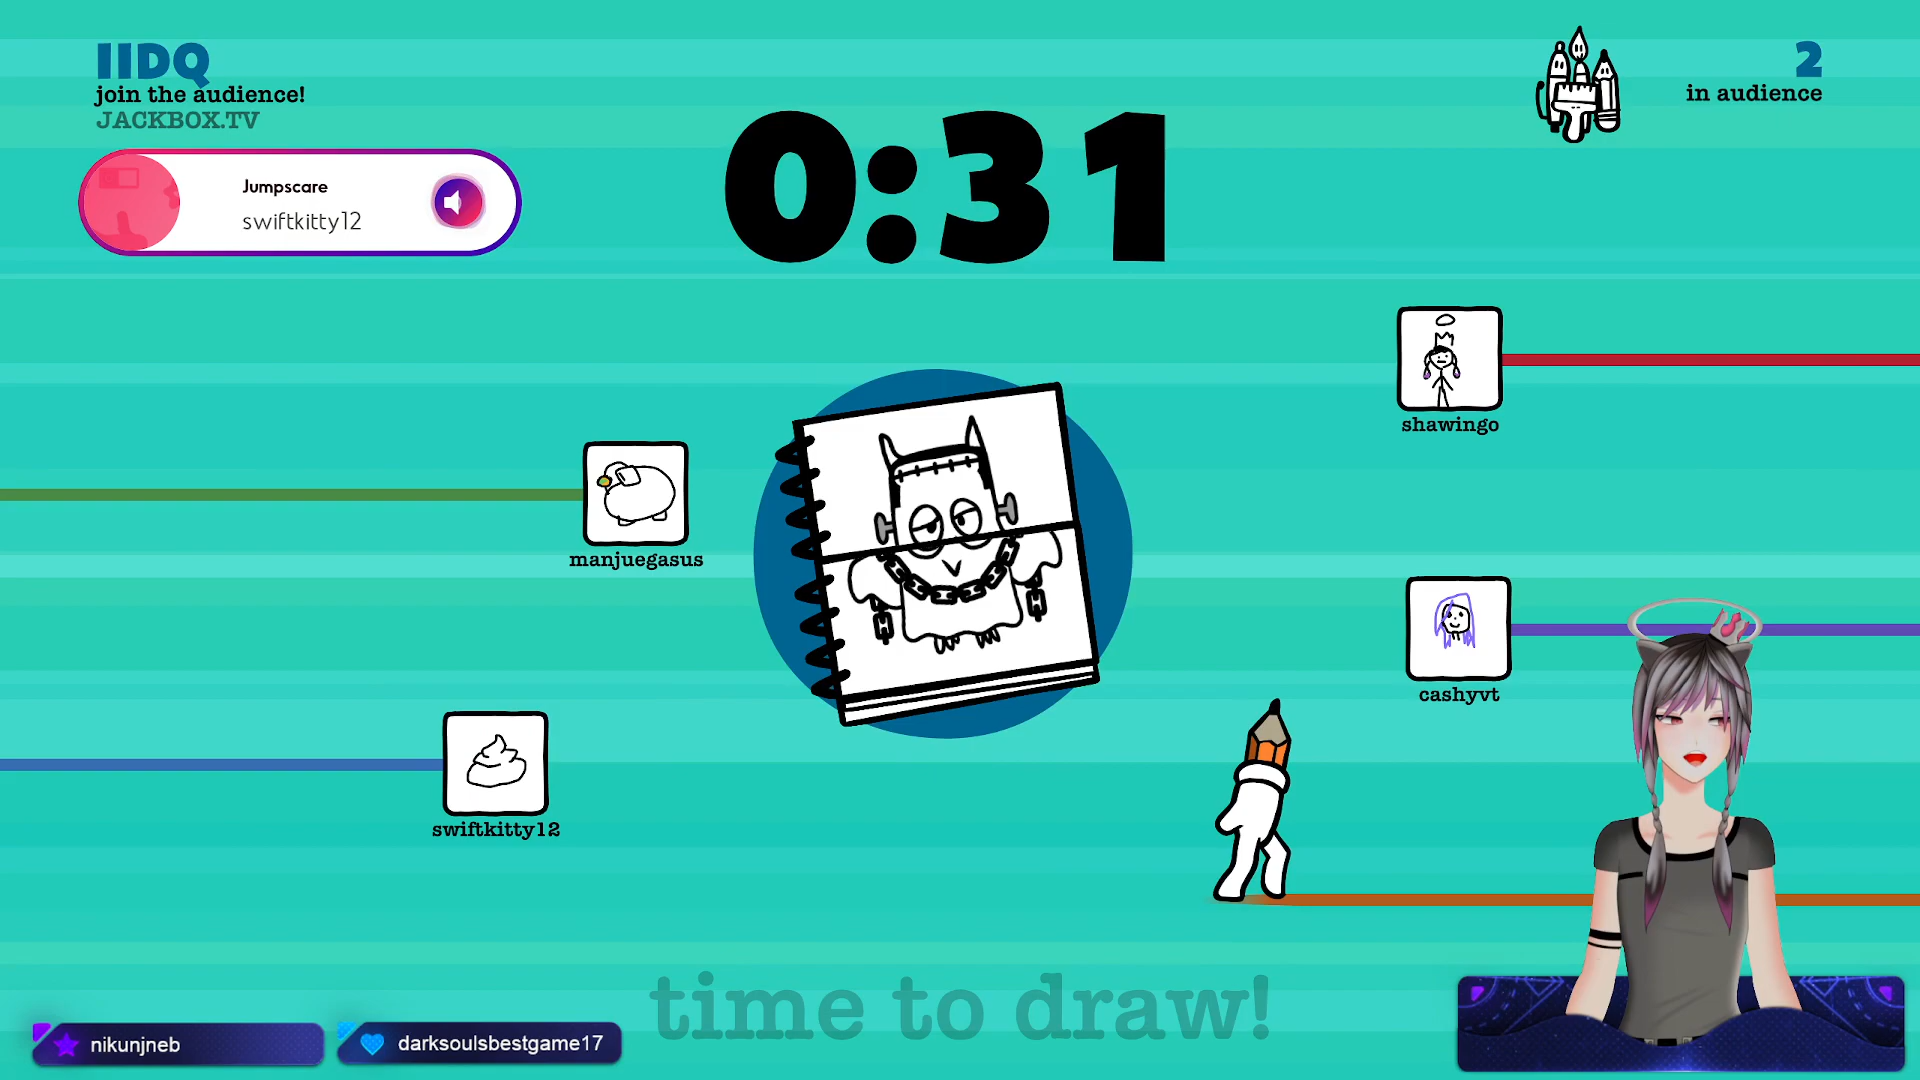 IIDQ
join the audience!
JACKBOX.TV
Jumpscare
swiftkitty12
0:31
2
in audience
shawingo
manjuegasus
cashyvt
swiftkitty12
time to draw!
nikunjneb
darksoulsbestgame17